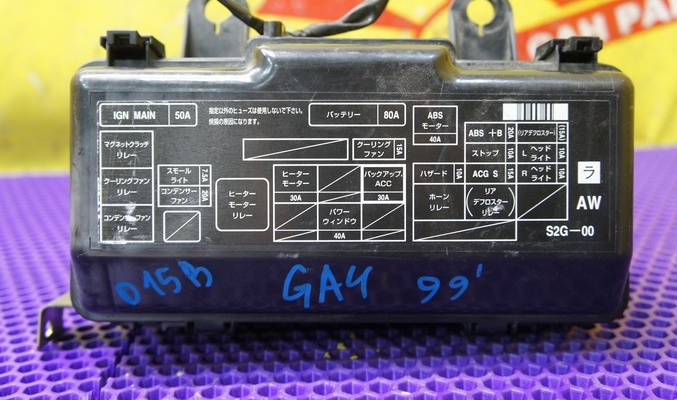 AH PAR
IGN MAIN 50A
指定以外のヒューズは使用しないで下さい。
機器の原因になります。
バッテリー 80A
ABS
モーター
40A
マグネットクラッチ
リレー
クーリングファン
リレー
コンデンサーファン
リレー
スモール
ライト
7.5A
コンデンサー
ファン
20A
ヒーター
モーター
リレー
クーリング
ファン
15A
ヒーター
モーター
30A
バックアップ,
ACC
30A
パワー
ウィンドウ
40A
ABS +B
20A
(リアデフロスター)
(15A)
ストップ
10A
L ヘッド
ライト
10A
ハザード
10A
ACG S
15A
R ヘッド
ライト
10A
ホーン
リレー
リア
デフロスター
リレー
ラ
AW
S2G-00
D15B GA4 99'